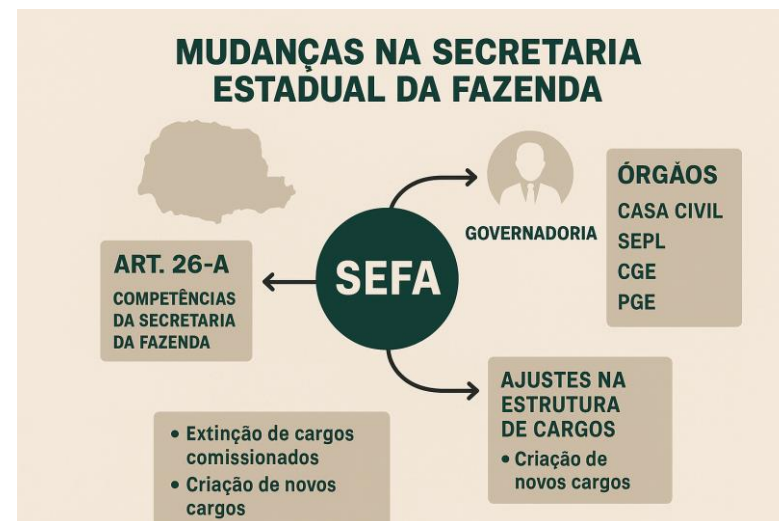 MUDANÇAS NA SECRETARIA
ESTADUAL DA FAZENDA
GOVERNADORIA
ÓRGÃOS
CASA CIVIL
SEPL
CGE
PGE
SEFA
ART. 26-A
COMPETÊNCIAS
DA SECRETARIA
DA FAZENDA
AJUSTES NA
ESTRUTURA
DE CARGOS
• Criação de
novos cargos
• Extinção de cargos
comissionados
• Criação de novos
cargos